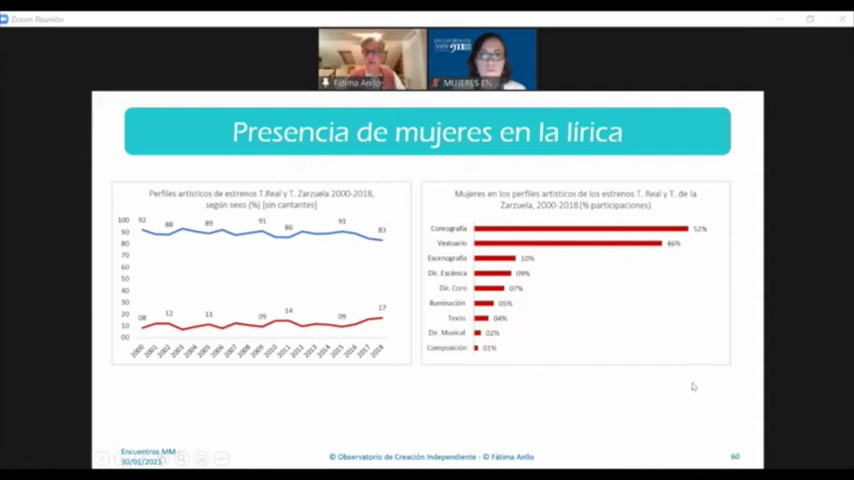 Zoom Reunión
Fátima Anllo
MUJERES EN
Presencia de mujeres en la lírica
Perfiles artísticos de estrenos T.Real y T. Zarzuela 2000-2018,
según sexo (%) [sin cantantes]
100
90
80
70
60
50
40
30
20
10
00
92
88
89
91
86
91
83
08
12
11
09
14
09
17
2000
2001
2002
2003
2004
2005
2006
2007
2008
2009
2010
2011
2012
2013
2014
2015
2016
2017
2018
Mujeres en los perfiles artísticos de los estrenos T. Real y T. de la
Zarzuela, 2000-2018 (% participaciones)
Coreografía 52%
Vestuario 46%
Escenografía 10%
Dir. Escénica 09%
Dir. Coro 07%
Iluminación 05%
Texto 04%
Dir. Musical 02%
Composición 01%
Encuentros MM
30/01/2021
© Observatorio de Creación Independiente - © Fátima Anllo
60